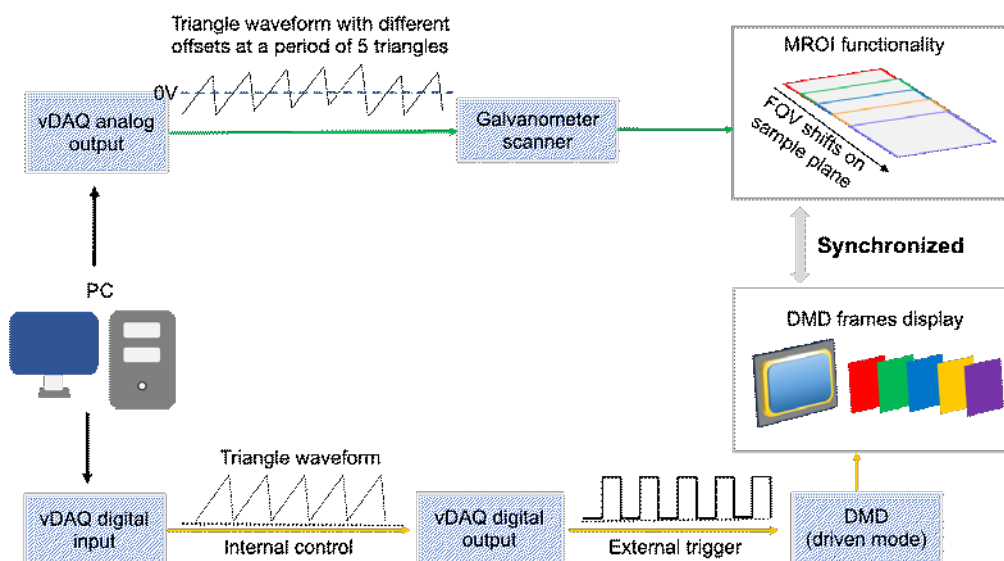 Triangle waveform with different
offsets at a period of 5 triangles
0V
vDAQ analog
output
Galvanometer
scanner
MROI functionality
FOV shifts on
sample plane
Synchronized
PC
DMD frames display
Triangle waveform
vDAQ digital
input
Internal control
vDAQ digital
output
External trigger
DMD
(driven mode)